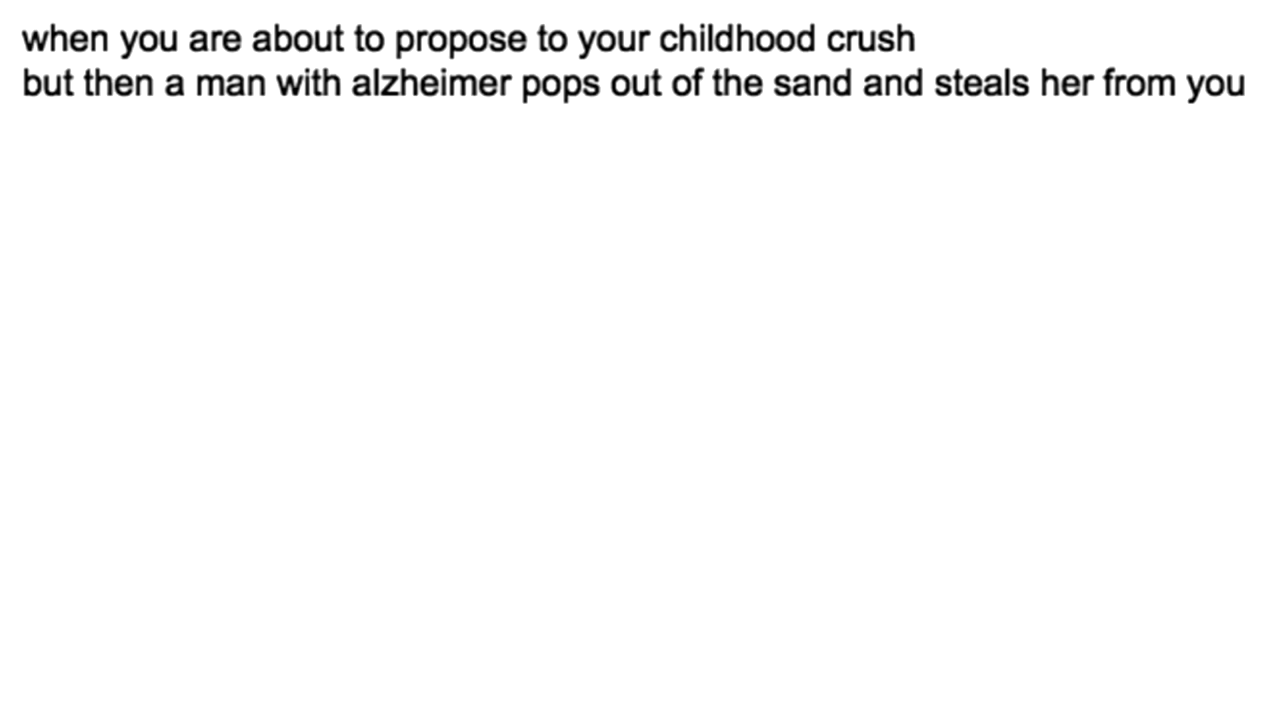 when you are about to propose to your childhood crush
but then a man with alzheimer pops out of the sand and steals her from you